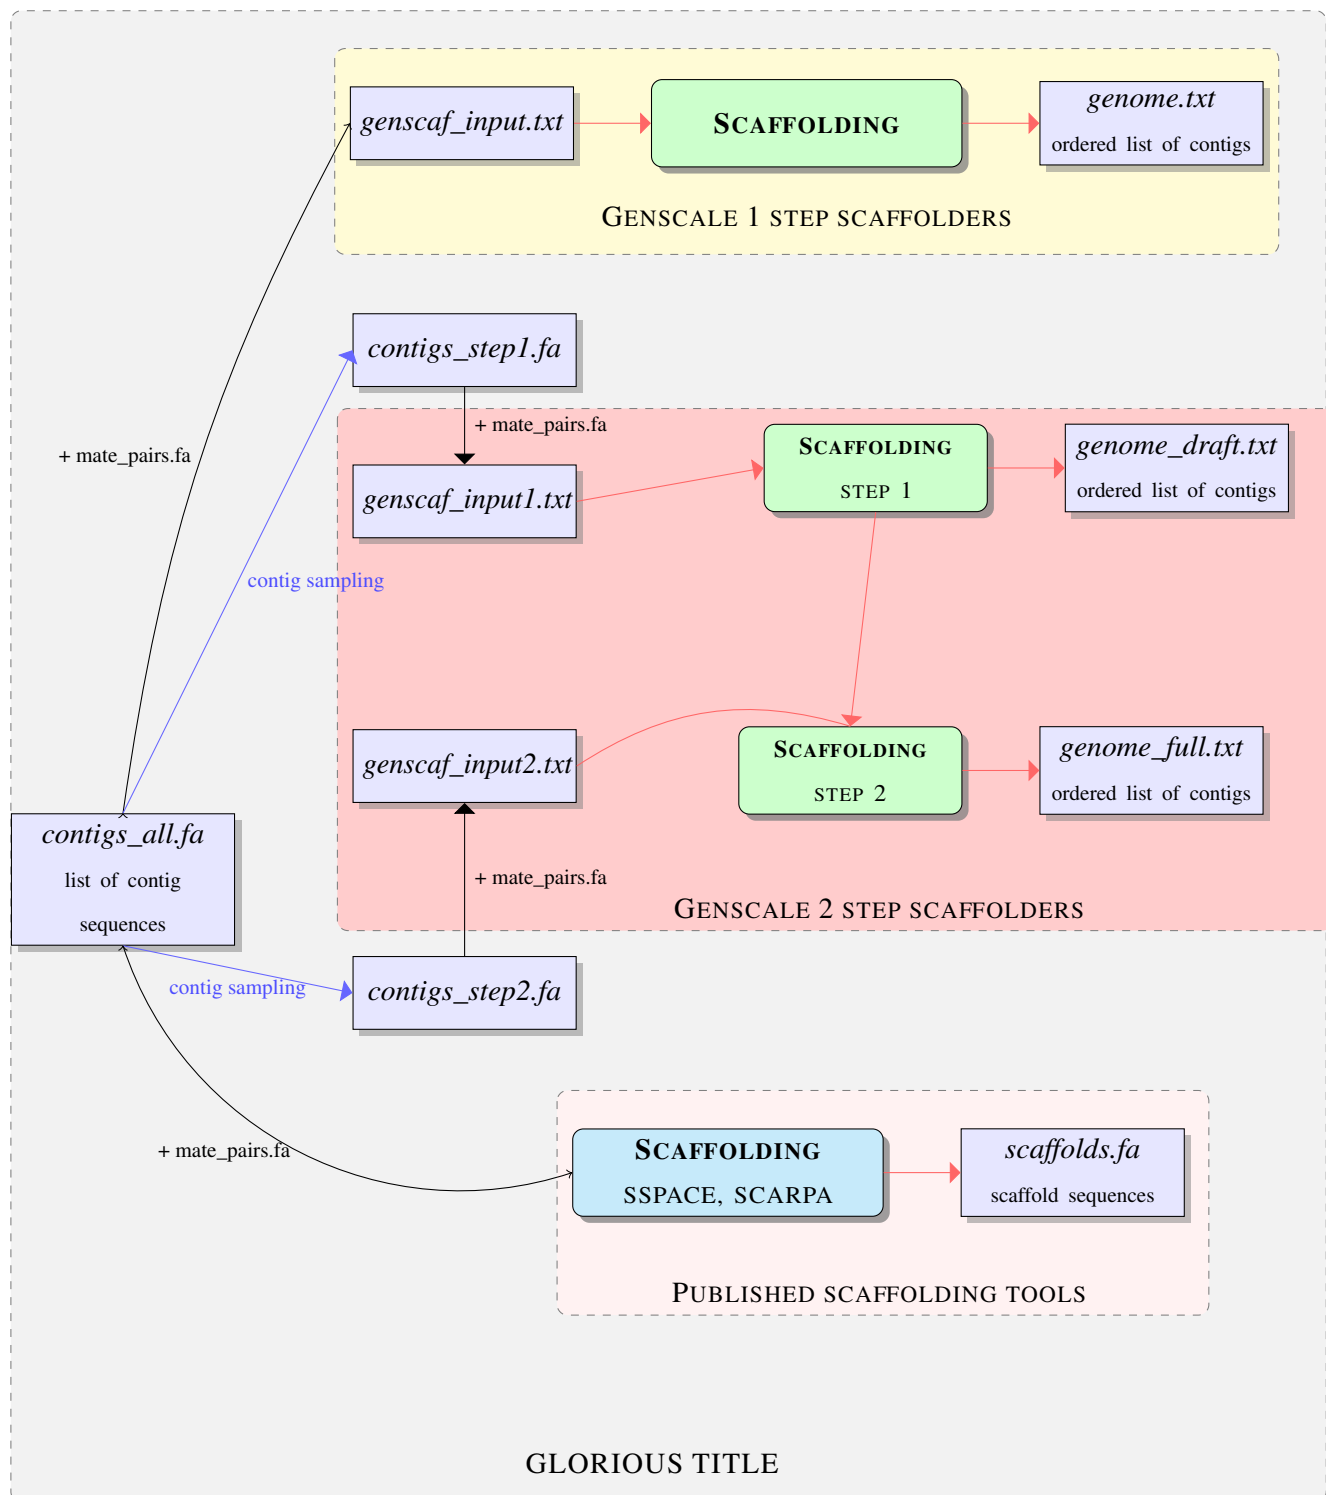 genscaf_input.txt
SCAFFOLDING
genome.txt
ordered list of contigs
GENSCALE 1 STEP SCAFFOLDERS
contigs_step1.fa
+ mate_pairs.fa
+ mate_pairs.fa
genscaf_input1.txt
SCAFFOLDING
STEP 1
genome_draft.txt
ordered list of contigs
contig sampling
genscaf_input2.txt
SCAFFOLDING
STEP 2
genome_full.txt
ordered list of contigs
contigs_all.fa
list of contig
sequences
+ mate_pairs.fa
GENSCALE 2 STEP SCAFFOLDERS
contig sampling
contigs_step2.fa
+ mate_pairs.fa
SCAFFOLDING
SSPACE, SCARPA
scaffolds.fa
scaffold sequences
PUBLISHED SCAFFOLDING TOOLS
GLORIOUS TITLE